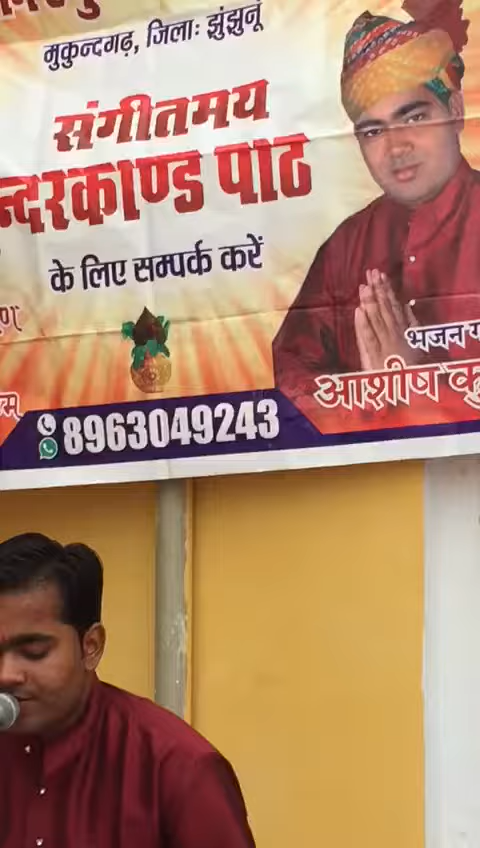 मुकुन्दगढ़, जिलाः झुंझुनूं
संगीतमय
न्दरकाण्ड पाठ
के लिए सम्पर्क करें
भजन ग
आशीष कु
8963049243